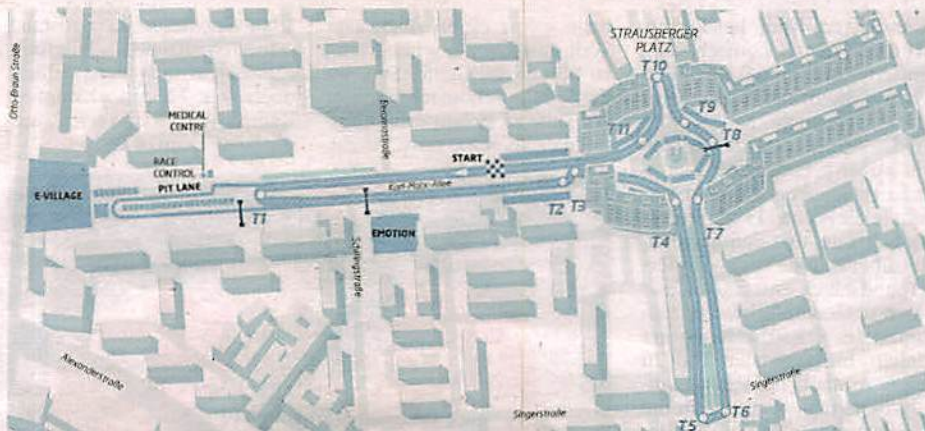 STRAUSBERGER
PLATZ
T10
T9
T8
T11
Otto-Braun-Straße
MEDICAL
CENTRE
RACE
CONTROL
PIT LANE
START
Karl-Marx-Allee
E-VILLAGE
T1
T2
T3
EMOTION
T4
T7
Schillingstraße
Alexanderstraße
Singerstraße
Singerstraße
T5
T6